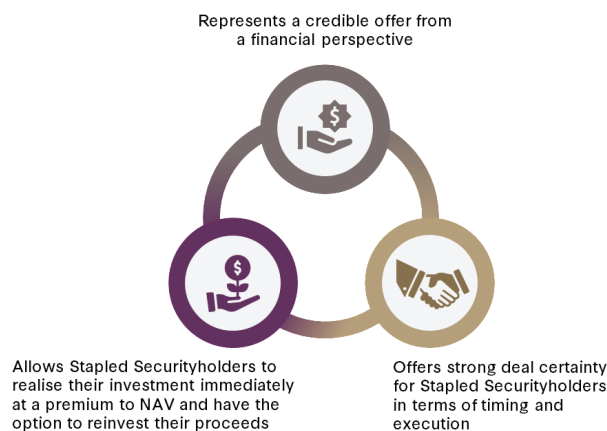 Represents a credible offer from
a financial perspective
$
$
Allows Stapled Securityholders to
realise their investment immediately
at a premium to NAV and have the
option to reinvest their proceeds
Offers strong deal certainty
for Stapled Securityholders
in terms of timing and
execution